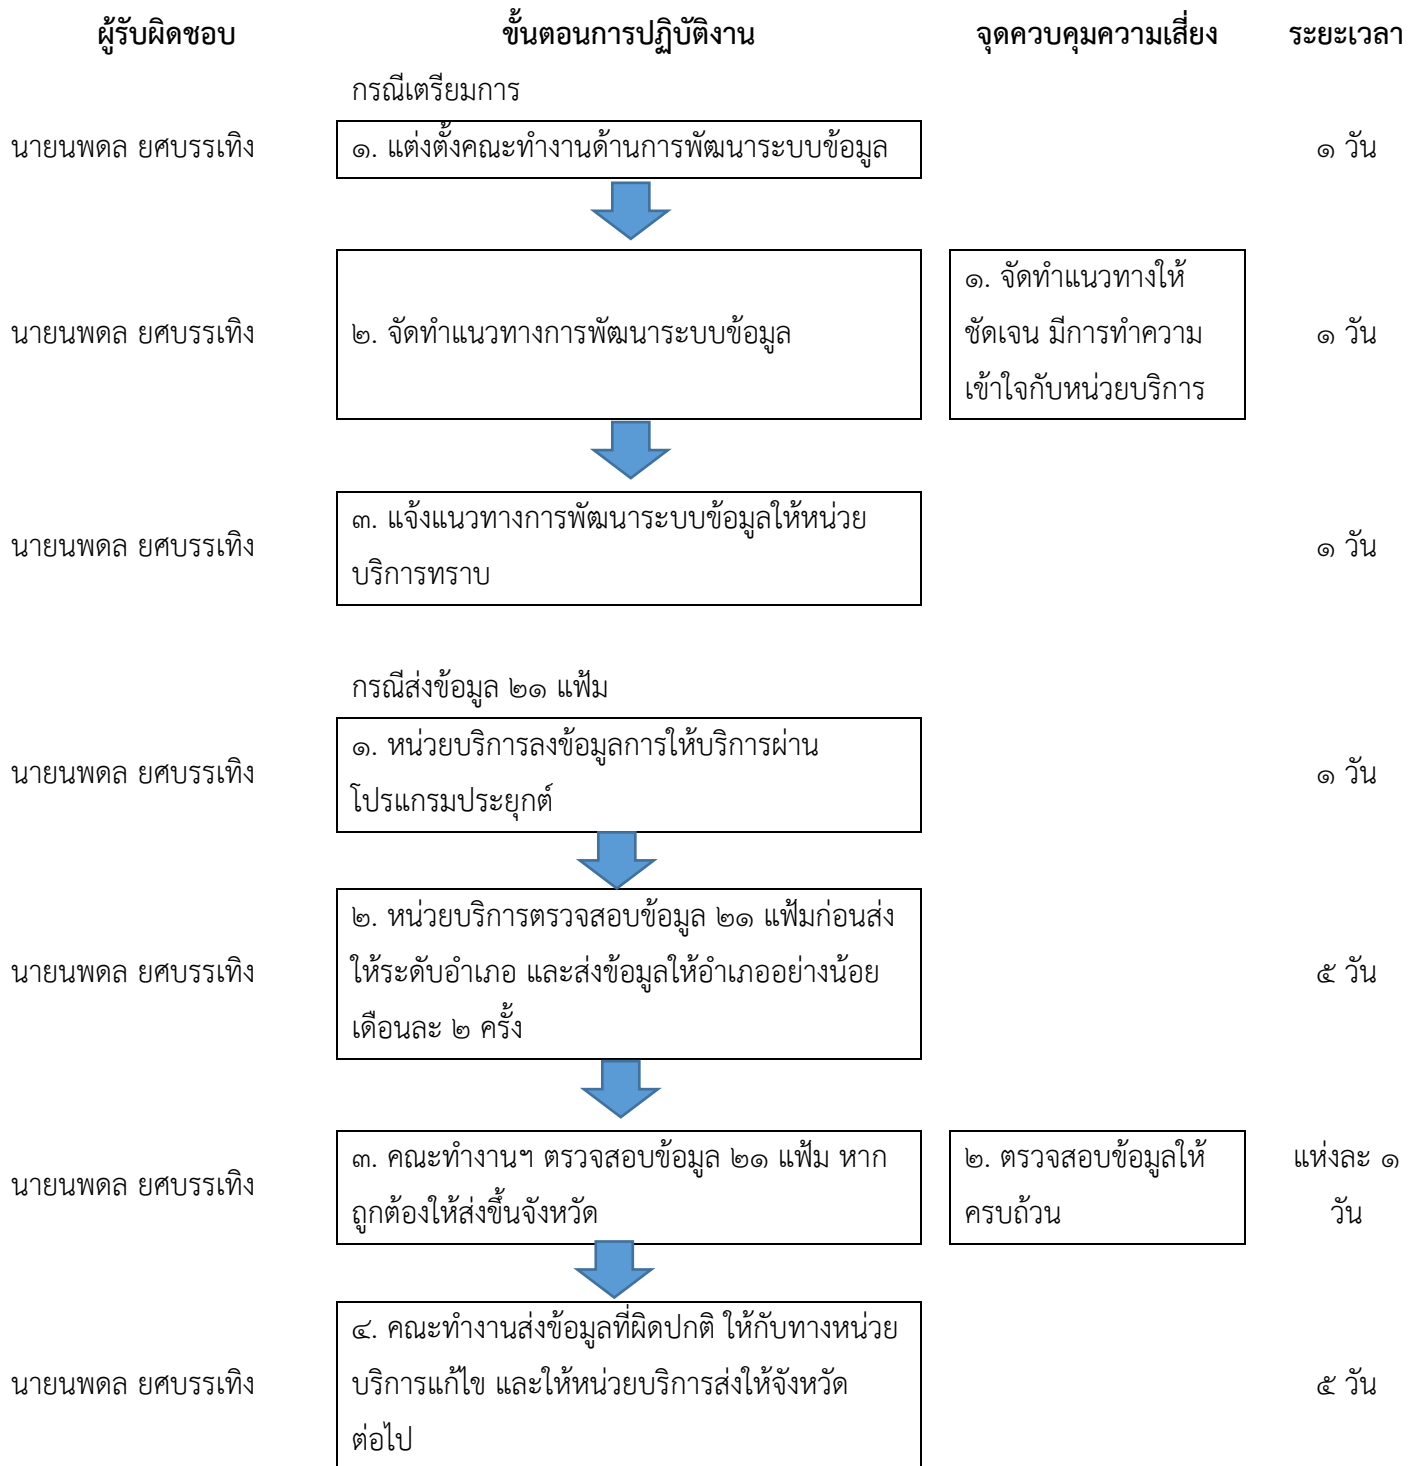 ผู้รับผิดชอบ ขั้นตอนการปฏิบัติงาน จุดควบคุมความเสี่ยง ระยะเวลา
กรณีเตรียมการ
นายนพดล ยศบรรเทิง ๑. แต่งตั้งคณะทำงานด้านการพัฒนาระบบข้อมูล ๑ วัน
นายนพดล ยศบรรเทิง ๒. จัดทำแนวทางการพัฒนาระบบข้อมูล
๑. จัดทำแนวทางให้
ชัดเจน มีการทำความ
เข้าใจกับหน่วยบริการ
๑ วัน
นายนพดล ยศบรรเทิง
๓. แจ้งแนวทางการพัฒนาระบบข้อมูลให้หน่วย
บริการทราบ
๑ วัน
กรณีส่งข้อมูล ๒๑ แฟ้ม
นายนพดล ยศบรรเทิง
๑. หน่วยบริการลงข้อมูลการให้บริการผ่าน
โปรแกรมประยุกต์
๑ วัน
นายนพดล ยศบรรเทิง
๒. หน่วยบริการตรวจสอบข้อมูล ๒๑ แฟ้มก่อนส่ง
ให้ระดับอำเภอ และส่งข้อมูลให้อำเภออย่างน้อย
เดือนละ ๒ ครั้ง
๕ วัน
นายนพดล ยศบรรเทิง
๓. คณะทำงานฯ ตรวจสอบข้อมูล ๒๑ แฟ้ม หาก
ถูกต้องให้ส่งขึ้นจังหวัด
๒. ตรวจสอบข้อมูลให้
ครบถ้วน
แห่งละ ๑
วัน
นายนพดล ยศบรรเทิง
๔. คณะทำงานส่งข้อมูลที่ผิดปกติ ให้กับทางหน่วย
บริการแก้ไข และให้หน่วยบริการส่งให้จังหวัด
ต่อไป
๕ วัน